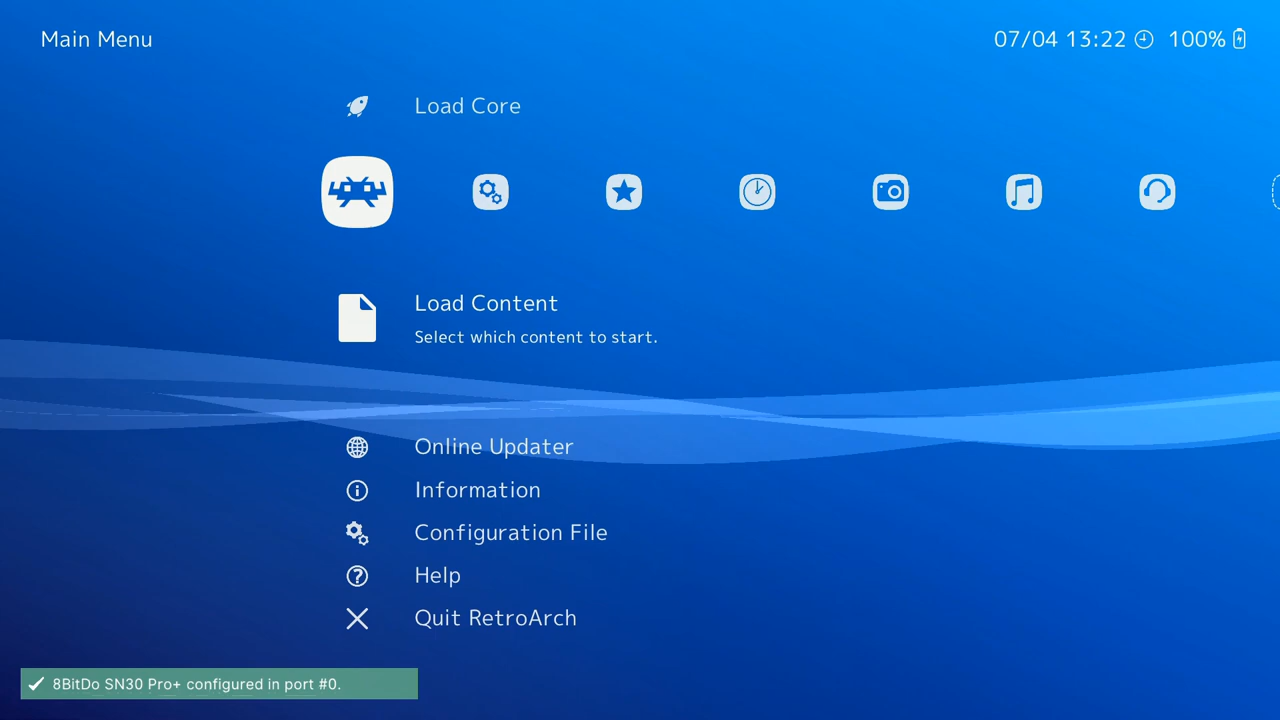 Main Menu
07/04 13:22 100%
Load Core
Load Content
Select which content to start.
Online Updater
Information
Configuration File
Help
Quit RetroArch
8BitDo SN30 Pro+ configured in port #0.